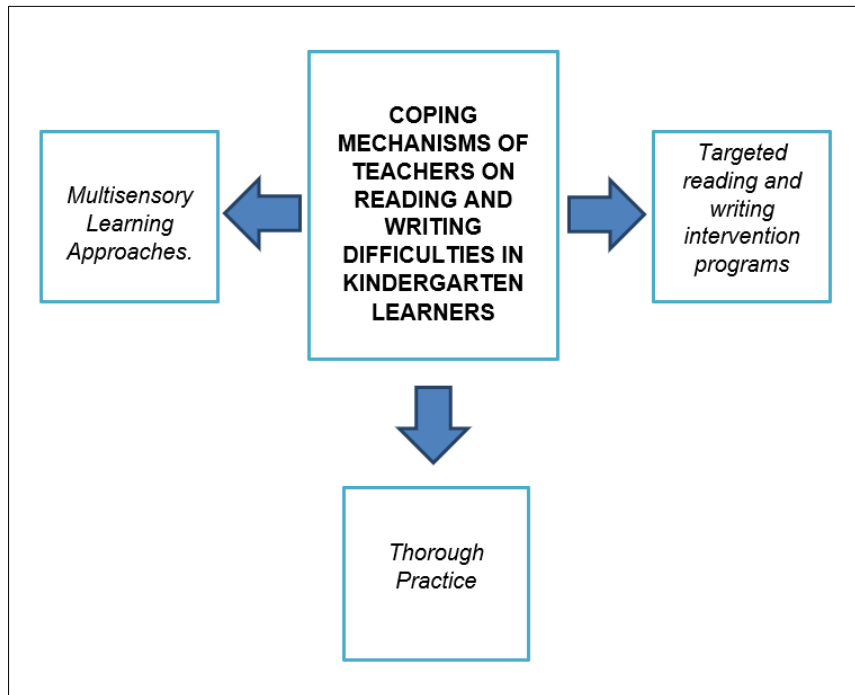 COPING
MECHANISMS OF
TEACHERS ON
READING AND
WRITING
DIFFICULTIES IN
KINDERGARTEN
LEARNERS
Multisensory
Learning
Approaches.
Targeted
reading and
writing
intervention
programs
Thorough
Practice